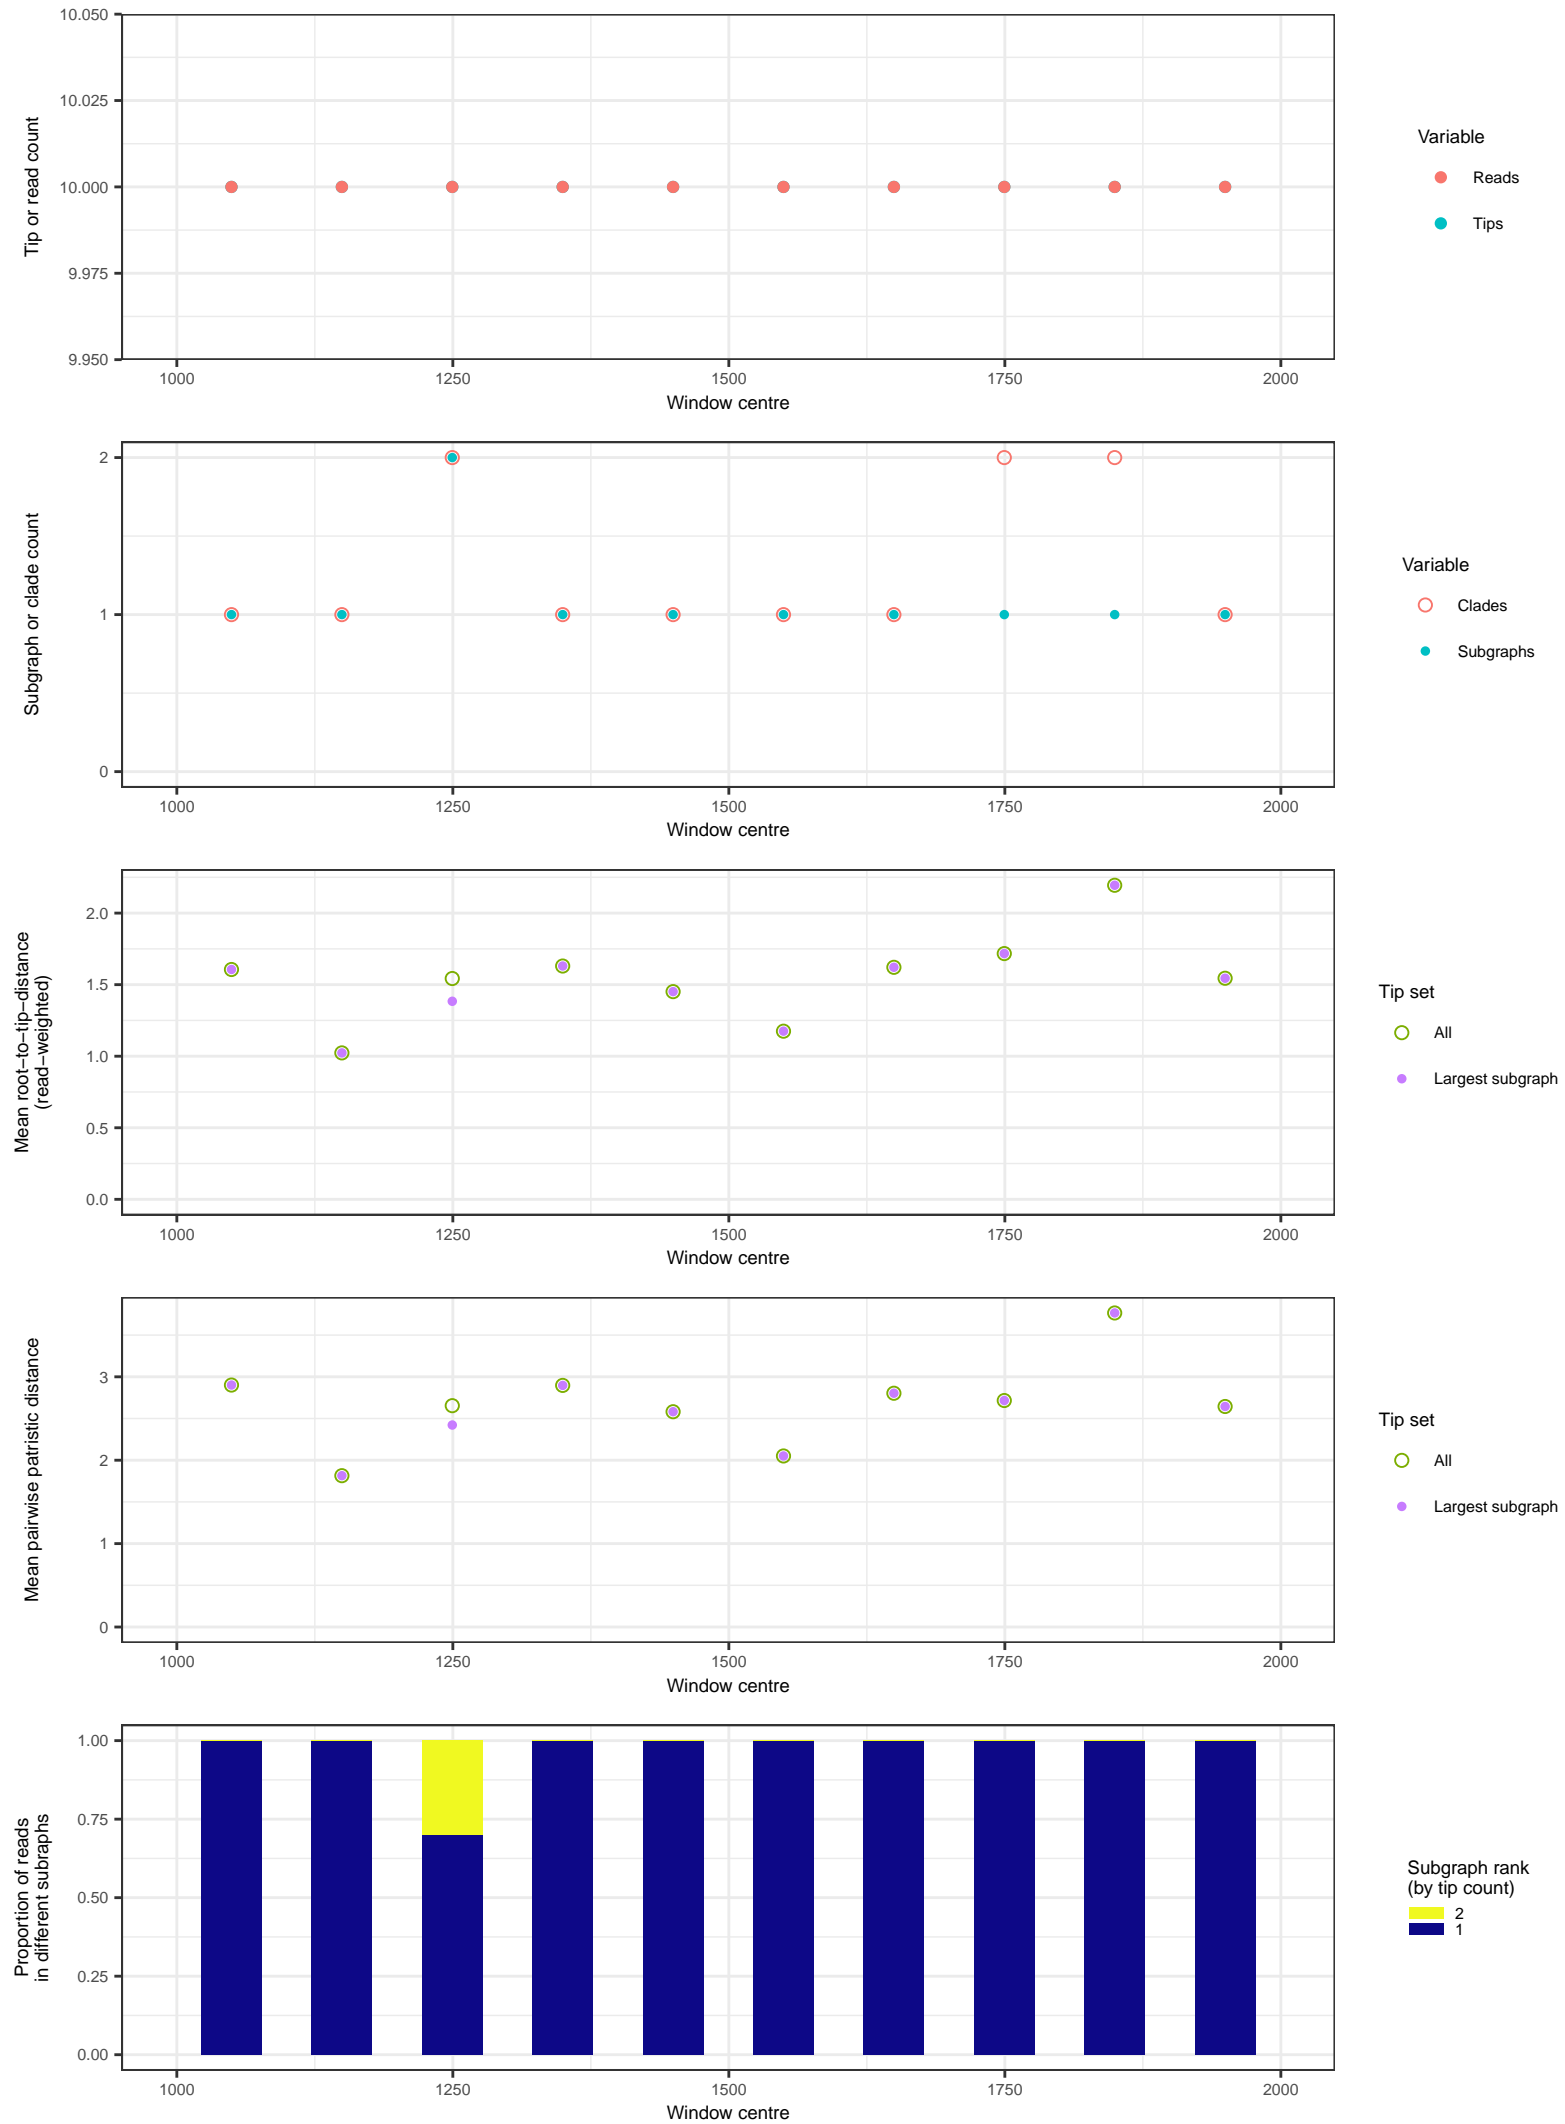 10.050
10.025
10.000
9.975
9.950
Tip or read count
1000 1250 1500 1750 2000
Window centre
Variable
Reads
Tips
2
1
0
Subgraph or clade count
1000 1250 1500 1750 2000
Window centre
Variable
Clades
Subgraphs
2.0
1.5
1.0
0.5
0.0
Mean root−to−tip−distance
(read−weighted)
1000 1250 1500 1750 2000
Window centre
Tip set
All
Largest subgraph
3
2
1
0
Mean pairwise patristic distance
1000 1250 1500 1750 2000
Window centre
Tip set
All
Largest subgraph
1.00
0.75
0.50
0.25
0.00
Proportion of reads
in different subraphs
1000 1250 1500 1750 2000
Window centre
Subgraph rank
(by tip count)
2
1